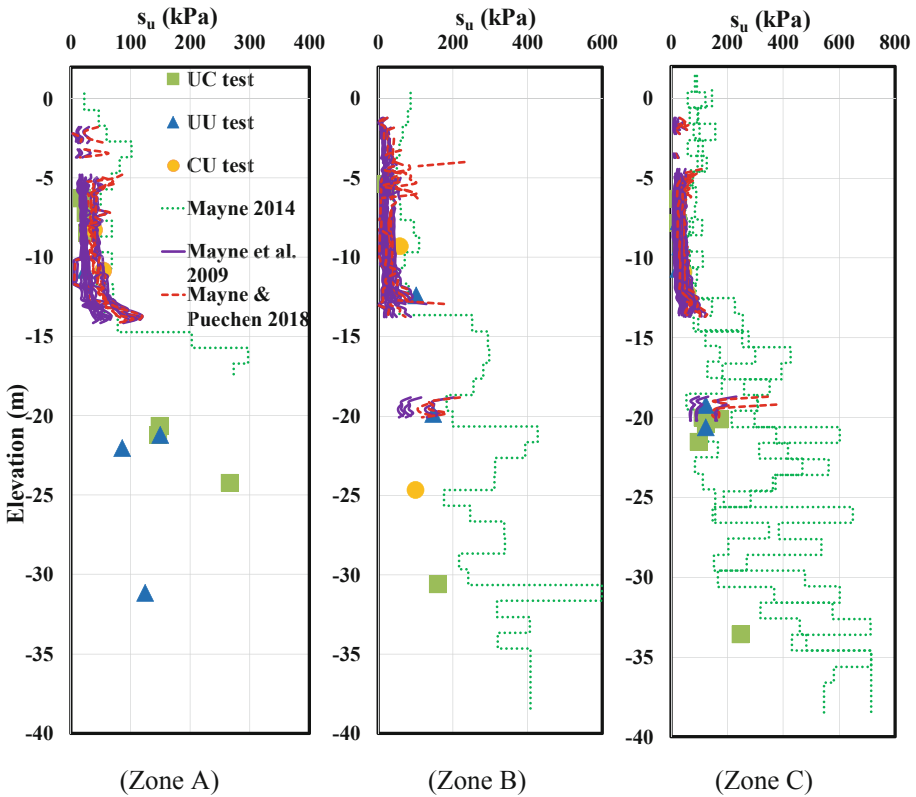 s_u (kPa)
0 100 200 300 400
0
-5
-10
-15
-20
-25
-30
-35
-40
Elevation (m)
UC test
UU test
CU test
Mayne 2014
Mayne et al.
2009
Mayne &
Puechen 2018
(Zone A)
s_u (kPa)
0 200 400 600
0
-5
-10
-15
-20
-25
-30
-35
-40
(Zone B)
s_u (kPa)
0 200 400 600 800
0
-5
-10
-15
-20
-25
-30
-35
-40
(Zone C)